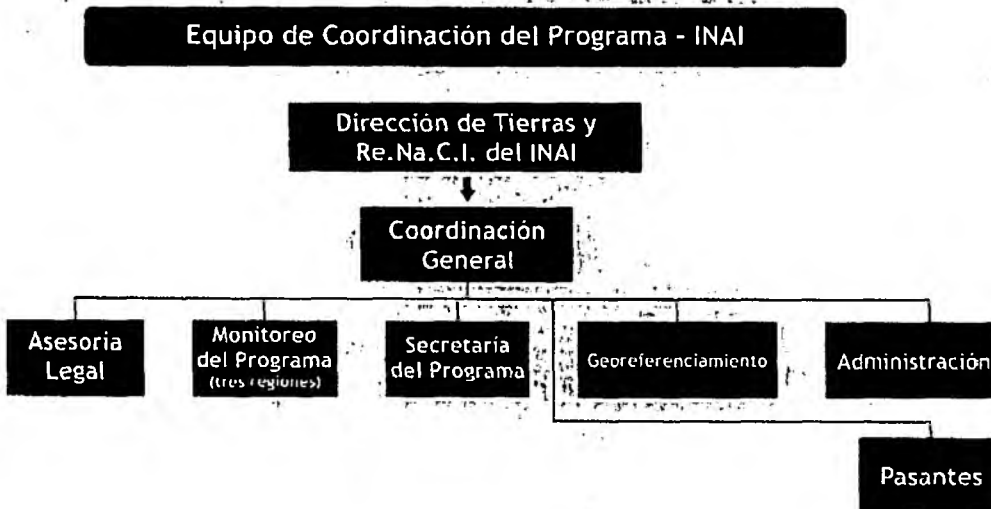 Equipo de Coordinación del Programa - INAI
Dirección de Tierras y
Re.Na.C.I. del INAI
Coordinación
General
Asesoria
Legal
Monitoreo
del Programa
(tres regiones)
Secretaría
del Programa
Georeferenciamiento
Administración
Pasantes